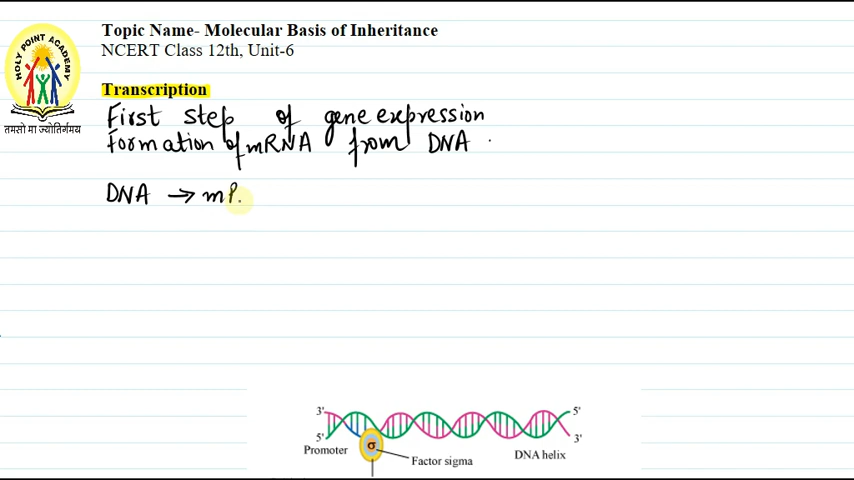 HOLY POINT ACADEMY
तमसो मा ज्योतिर्गमय
Topic Name- Molecular Basis of Inheritance
NCERT Class 12th, Unit-6
Transcription
First step of gene expression
Formation of mRNA from DNA .
DNA → mP.
3' 5'
5' 3'
Promoter
σ
Factor sigma
DNA helix